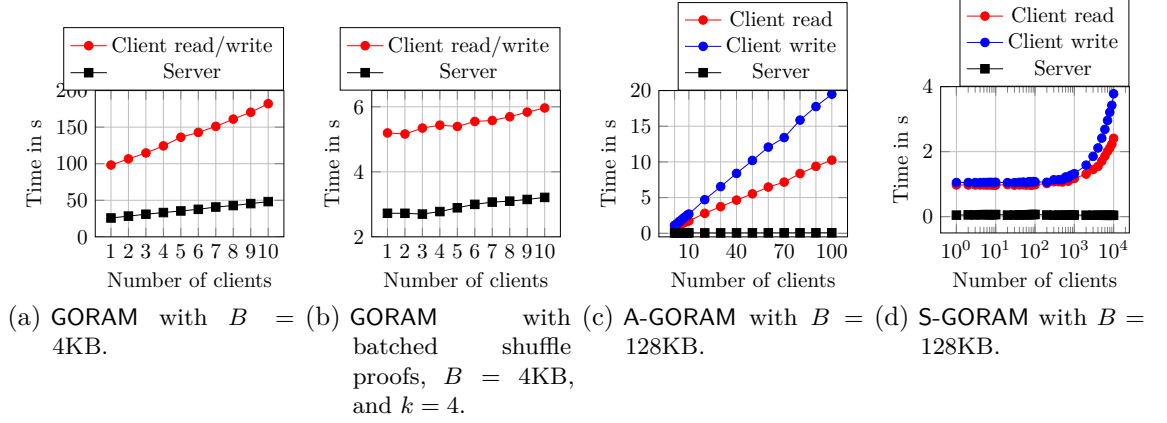 Client read/write
Server
200
150
100
50
0
1 2 3 4 5 6 7 8 9 10
Time in s
Number of clients
(a) GORAM with B = 4KB.
Client read/write
Server
6
4
2
1 2 3 4 5 6 7 8 9 10
Time in s
Number of clients
(b) GORAM with
batched shuffle
proofs, B = 4KB,
and k = 4.
Client read
Client write
Server
20
15
10
5
0
10 40 70 100
Time in s
Number of clients
(c) A-GORAM with B =
128KB.
Client read
Client write
Server
4
2
0
10^0 10^1 10^2 10^3 10^4
Time in s
Number of clients
(d) S-GORAM with B =
128KB.